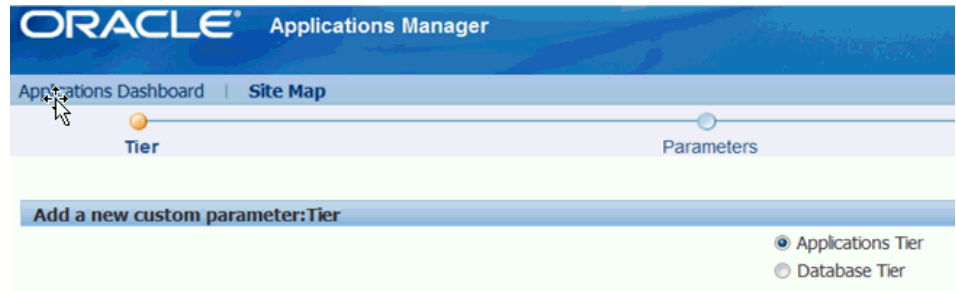 ORACLE® Applications Manager
Applications Dashboard | Site Map
Tier Parameters
Add a new custom parameter:Tier
Applications Tier
Database Tier